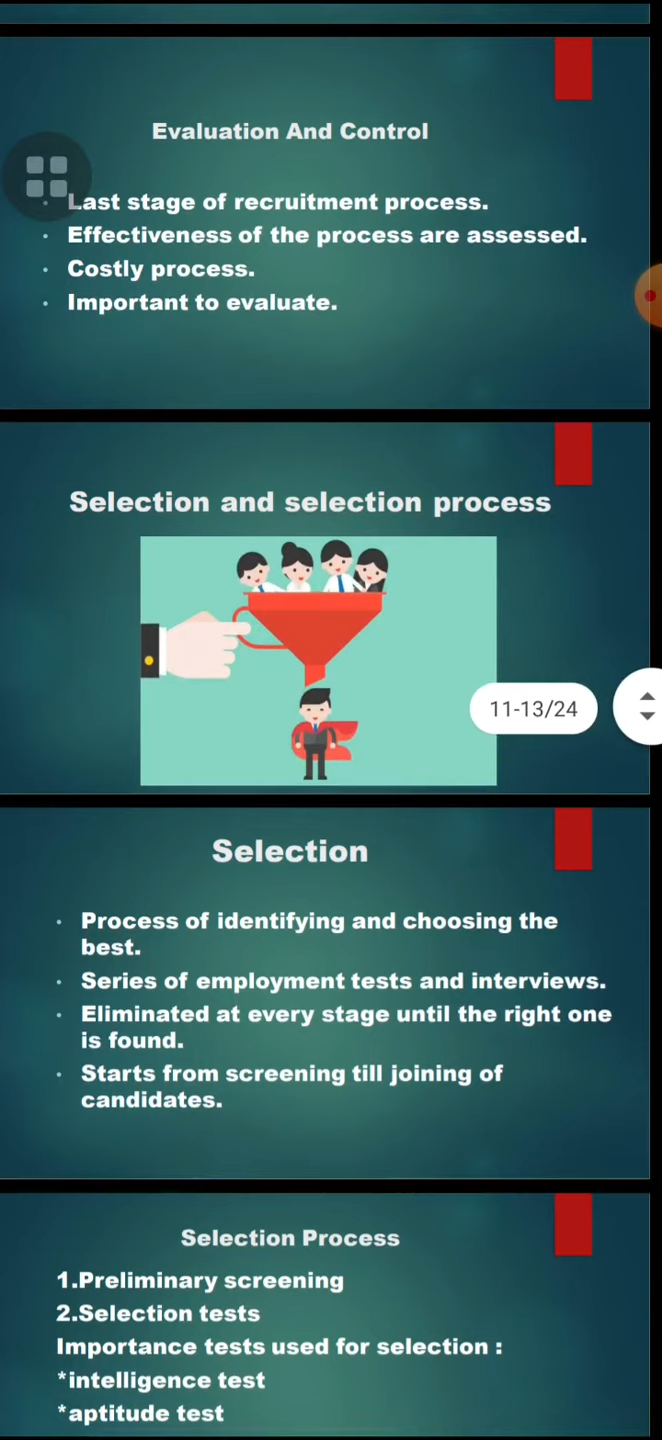 Evaluation And Control
Last stage of recruitment process.
Effectiveness of the process are assessed.
Costly process.
Important to evaluate.
Selection and selection process
11-13/24
Selection
Process of identifying and choosing the
best.
Series of employment tests and interviews.
Eliminated at every stage until the right one
is found.
Starts from screening till joining of
candidates.
Selection Process
1.Preliminary screening
2.Selection tests
Importance tests used for selection :
*intelligence test
*aptitude test